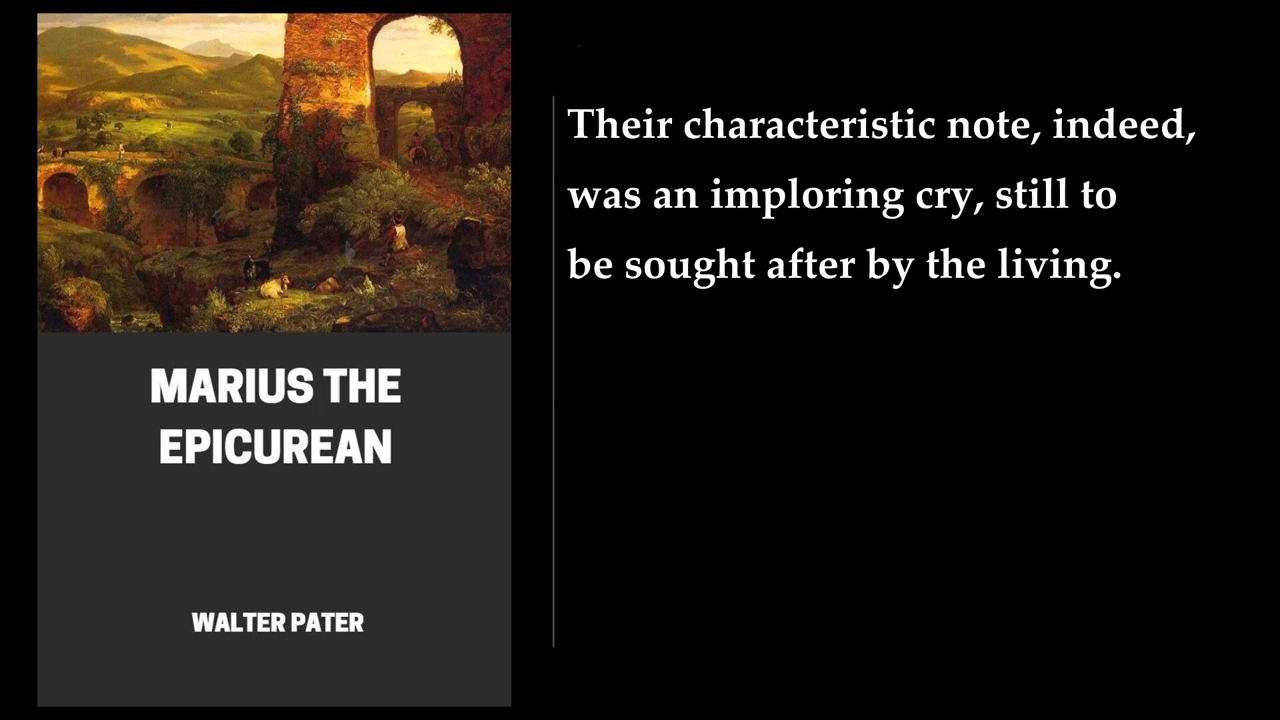 MARIUS THE
EPICUREAN
WALTER PATER
Their characteristic note, indeed,
was an imploring cry, still to
be sought after by the living.